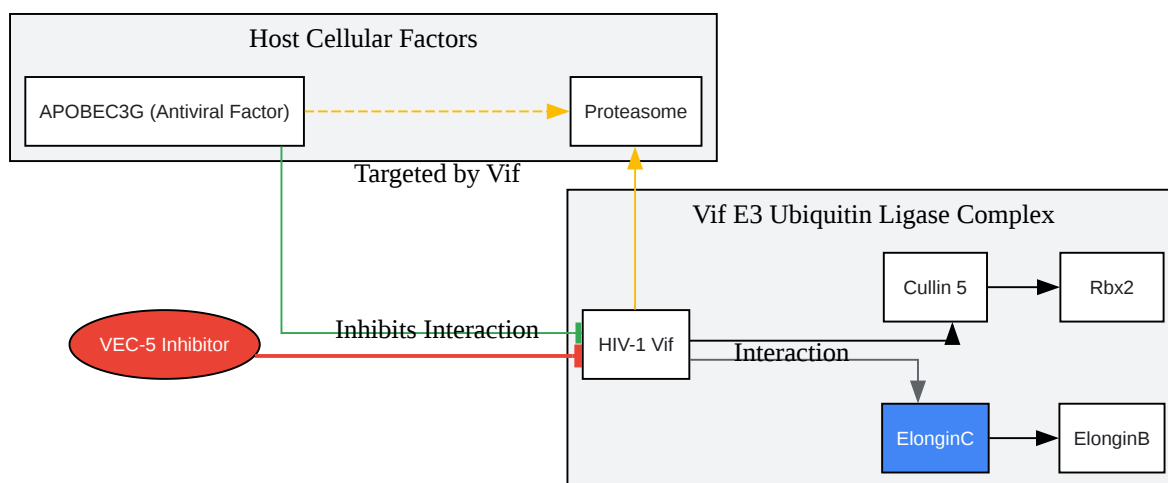 Host Cellular Factors
APOBEC3G (Antiviral Factor)
Proteasome
Targeted by Vif
Vif E3 Ubiquitin Ligase Complex
Cullin 5
Rbx2
VEC-5 Inhibitor
Inhibits Interaction
HIV-1 Vif
Interaction
ElonginC
ElonginB